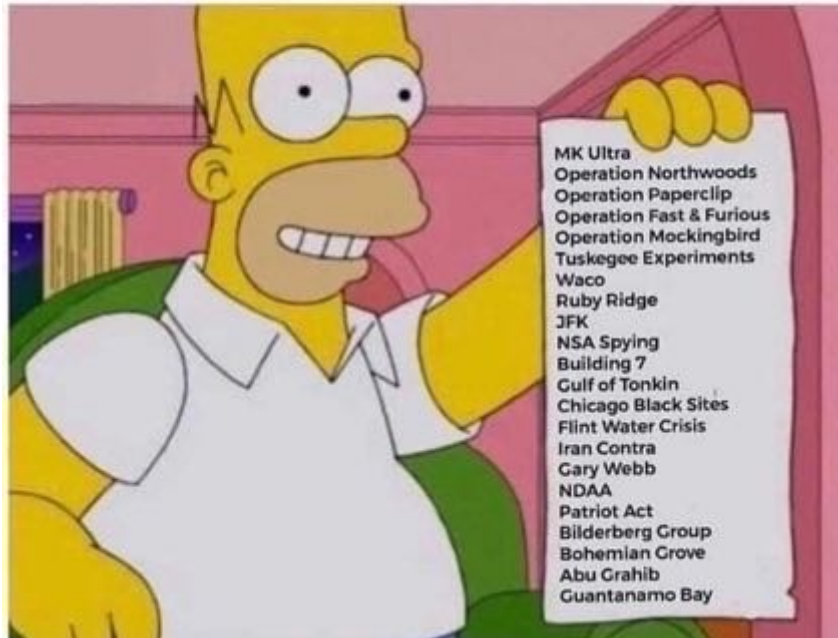 MK Ultra
Operation Northwoods
Operation Paperclip
Operation Fast & Furious
Operation Mockingbird
Tuskegee Experiments
Waco
Ruby Ridge
JFK
NSA Spying
Building 7
Gulf of Tonkin
Chicago Black Sites
Flint Water Crisis
Iran Contra
Gary Webb
NDAA
Patriot Act
Bilderberg Group
Bohemian Grove
Abu Grahib
Guantanamo Bay